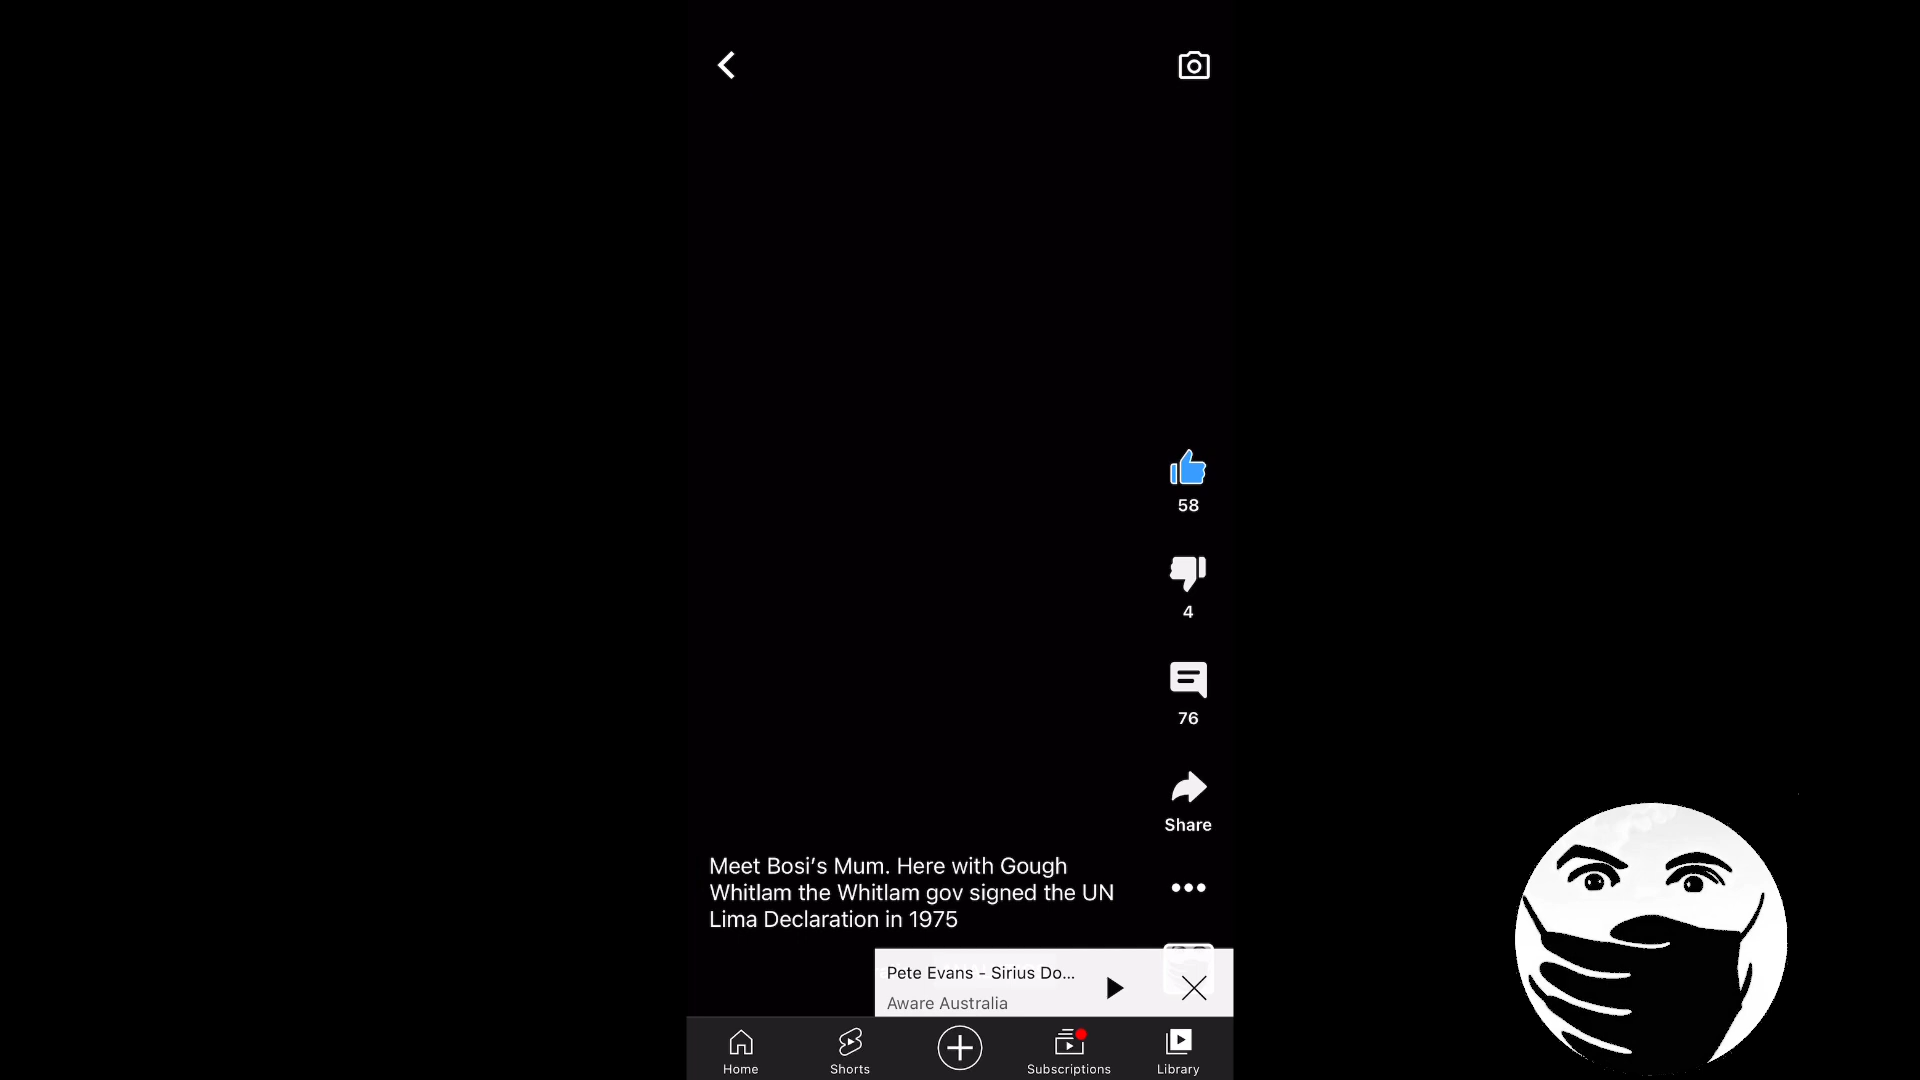 58
4
76
Share
Meet Bosi’s Mum. Here with Gough
Whitlam the Whitlam gov signed the UN
Lima Declaration in 1975
Pete Evans - Sirius Do...
Aware Australia
Home
Shorts
Subscriptions
Library